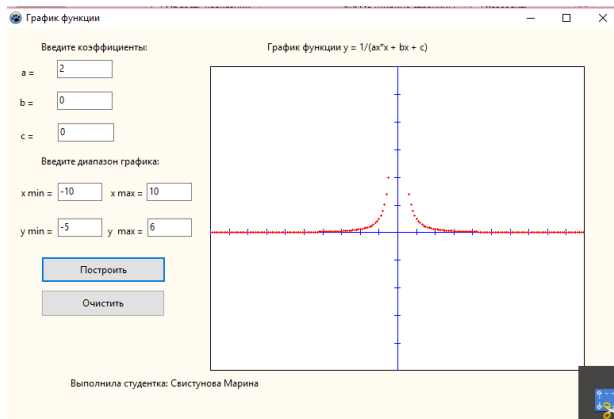 График функции
Введите коэффициенты:
График функции y = 1/(ax*x + bx + c)
a = 2
b = 0
c = 0
Введите диапазон графика:
x min = -10 x max = 10
y min = -5 y max = 6
Построить
Очистить
Выполнила студентка: Свистунова Марина